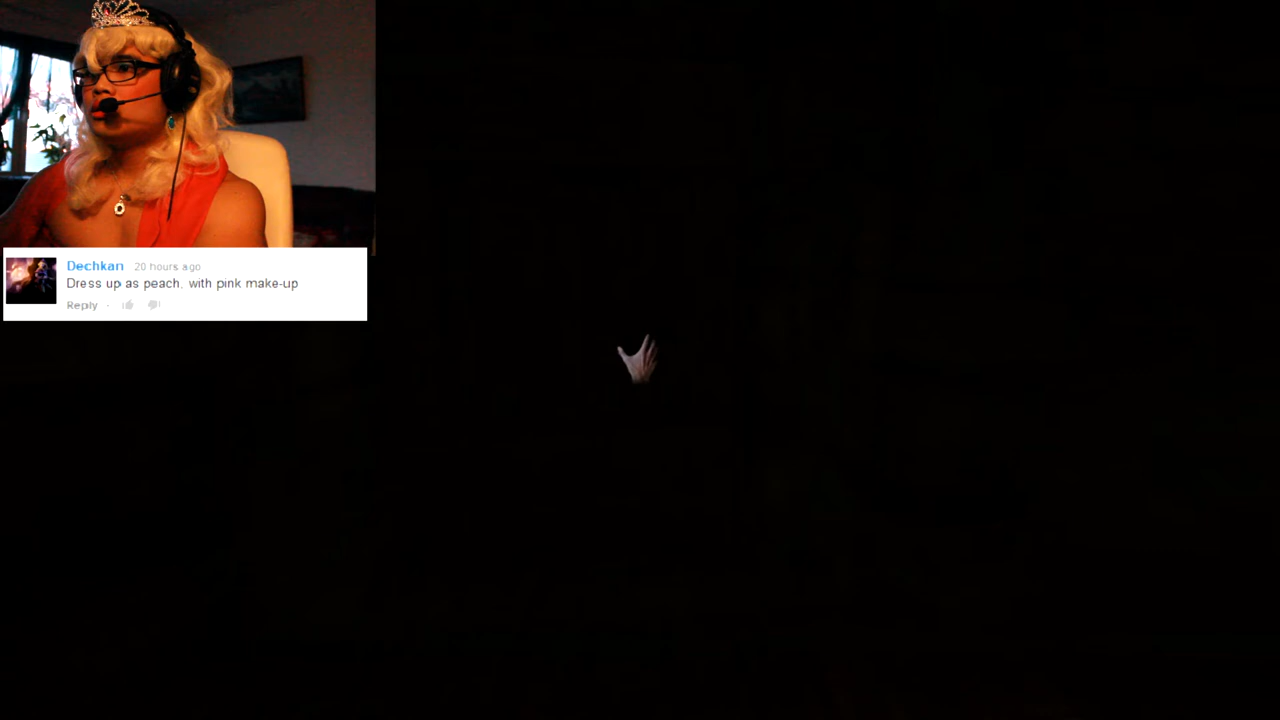 Dechkan 20 hours ago
Dress up as peach, with pink make-up
Reply ·